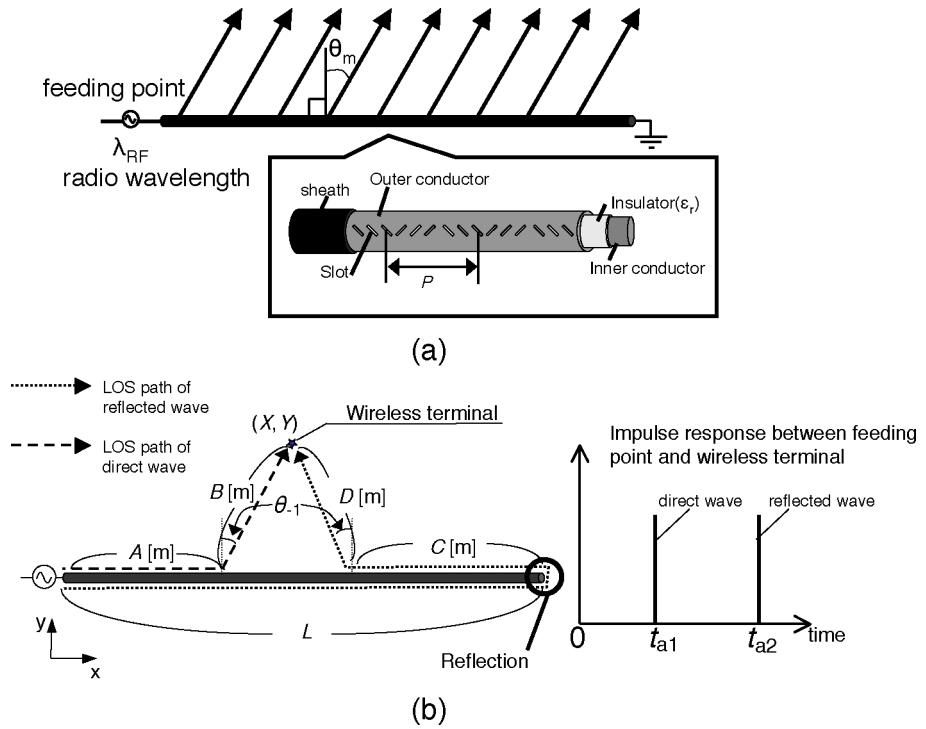 θm
feeding point
λRF
radio wavelength
sheath
Outer conductor
Insulator(εr)
Slot
Inner conductor
P
(a)
LOS path of
reflected wave
LOS path of
direct wave
Wireless terminal
(X, Y)
B [m]
θ-1
D [m]
A [m]
C [m]
L
y
x
Reflection
Impulse response between feeding
point and wireless terminal
direct wave
reflected wave
0
ta1
ta2
time
(b)